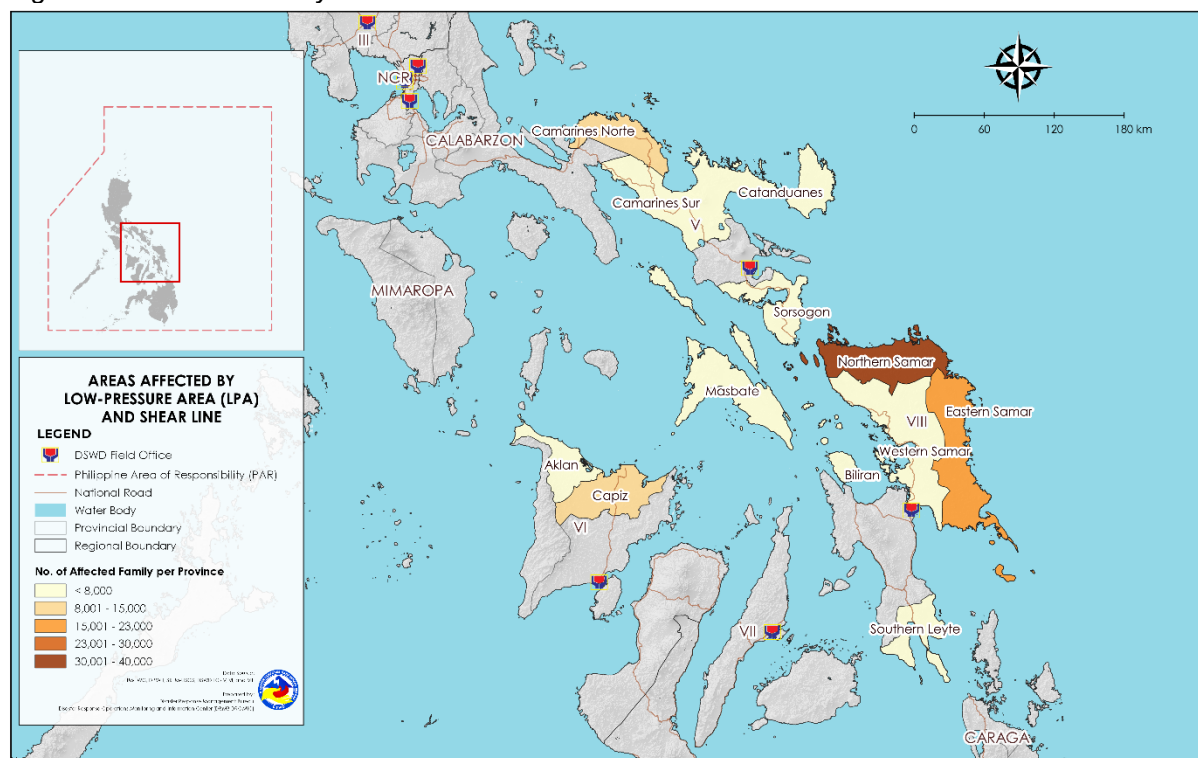 III
NCR
CALABARZON
Camarines Norte
Catanduanes
Camarines Sur
V
MIMAROPA
Sorsogon
Northern Samar
Masbate
Eastern Samar
VIII
Western Samar
Biliran
Aklan
Capiz
VI
VII
Southern Leyte
CARAGA
0 60 120 180 km
AREAS AFFECTED BY
LOW-PRESSURE AREA (LPA)
AND SHEAR LINE
LEGEND
DSWD Field Office
Philippine Area of Responsibility (PAR)
National Road
Water Body
Provincial Boundary
Regional Boundary
No. of Affected Family per Province
< 8,000
8,001 - 15,000
15,001 - 23,000
23,001 - 30,000
30,001 - 40,000
Prepared by: